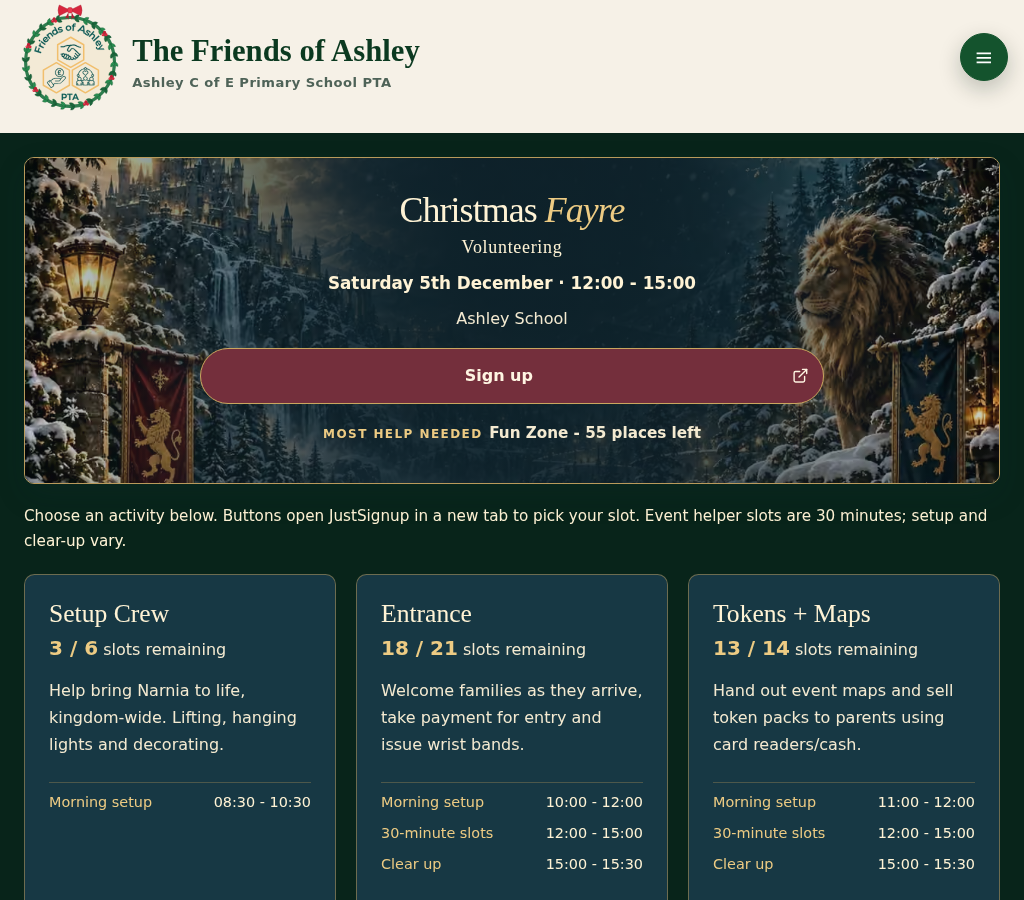 Friends of Ashley
PTA
The Friends of Ashley
Ashley C of E Primary School PTA
Christmas Fayre
Volunteering
Saturday 5th December · 12:00 - 15:00
Ashley School
Sign up
MOST HELP NEEDED Fun Zone - 55 places left
Choose an activity below. Buttons open JustSignup in a new tab to pick your slot. Event helper slots are 30 minutes; setup and
clear-up vary.
Setup Crew
3 / 6 slots remaining
Help bring Narnia to life,
kingdom-wide. Lifting, hanging
lights and decorating.
Morning setup 08:30 - 10:30
Entrance
18 / 21 slots remaining
Welcome families as they arrive,
take payment for entry and
issue wrist bands.
Morning setup 10:00 - 12:00
30-minute slots 12:00 - 15:00
Clear up 15:00 - 15:30
Tokens + Maps
13 / 14 slots remaining
Hand out event maps and sell
token packs to parents using
card readers/cash.
Morning setup 11:00 - 12:00
30-minute slots 12:00 - 15:00
Clear up 15:00 - 15:30